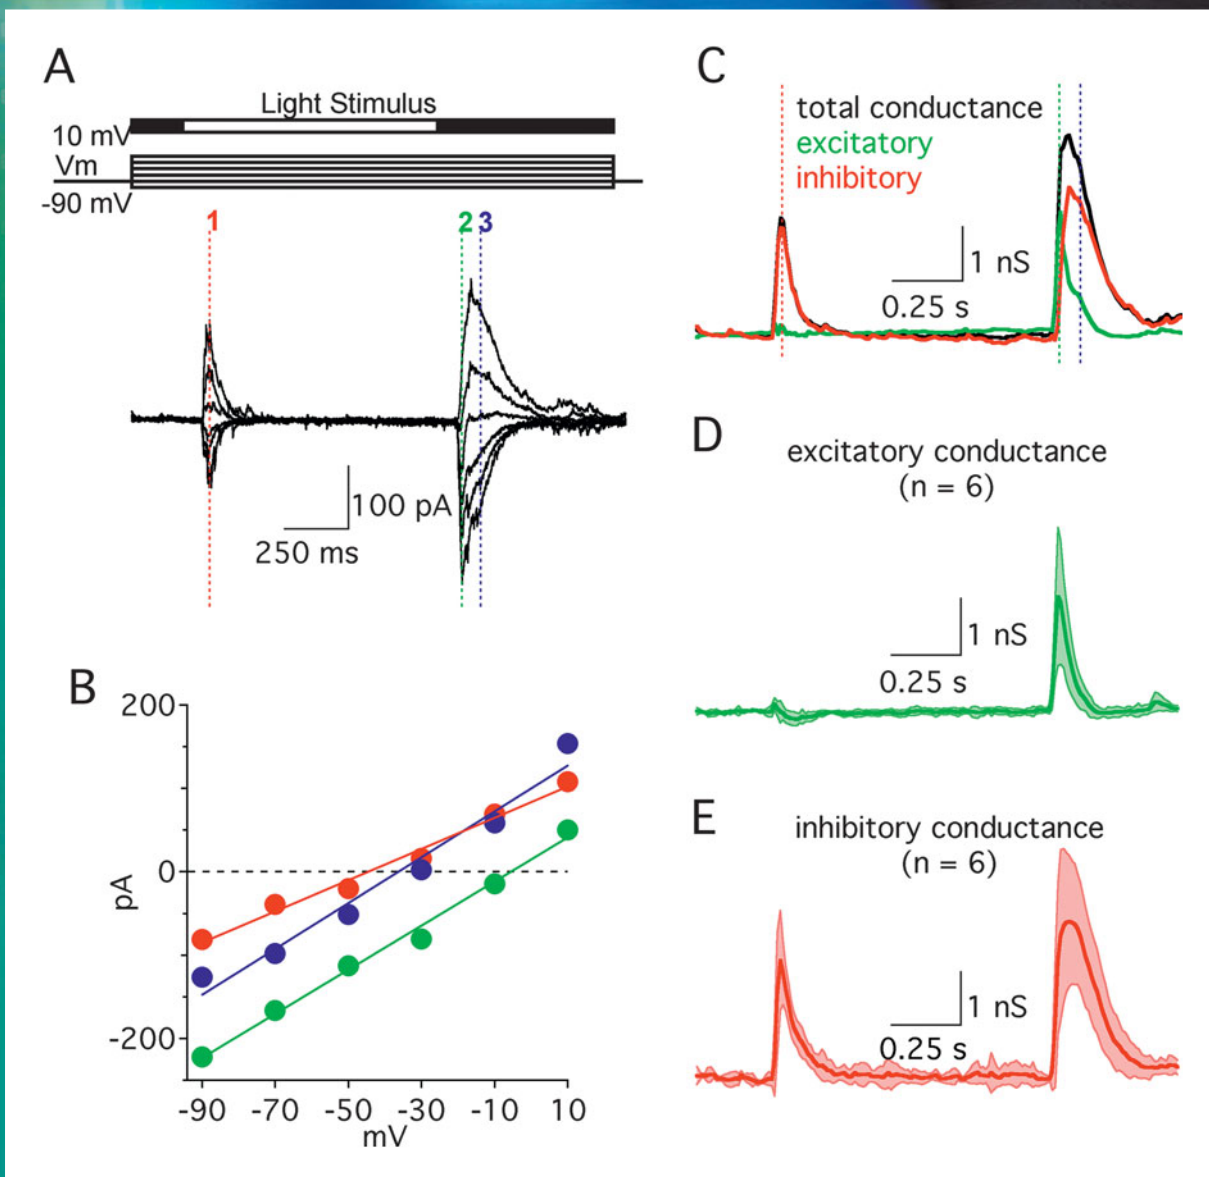 A
Light Stimulus
10 mV
Vm
-90 mV
1
2 3
100 pA
250 ms
B
200
0
-200
pA
-90 -70 -50 -30 -10 10
mV
C
total conductance
excitatory
inhibitory
1 nS
0.25 s
D
excitatory conductance
(n = 6)
1 nS
0.25 s
E
inhibitory conductance
(n = 6)
1 nS
0.25 s